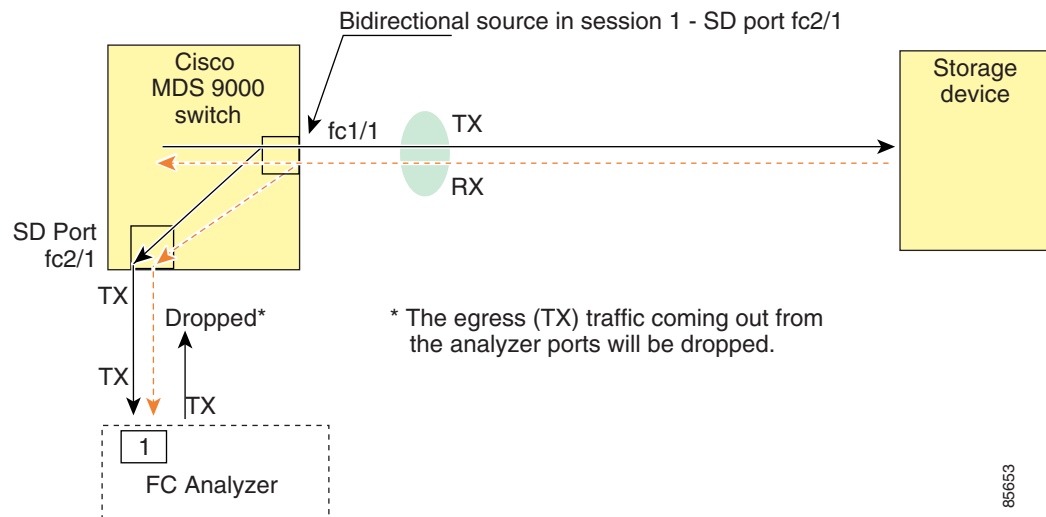 Bidirectional source in session 1 - SD port fc2/1
Cisco
MDS 9000
switch
Storage
device
fc1/1
TX
RX
SD Port
fc2/1
TX
Dropped*
* The egress (TX) traffic coming out from
the analyzer ports will be dropped.
TX
TX
1
FC Analyzer
85653